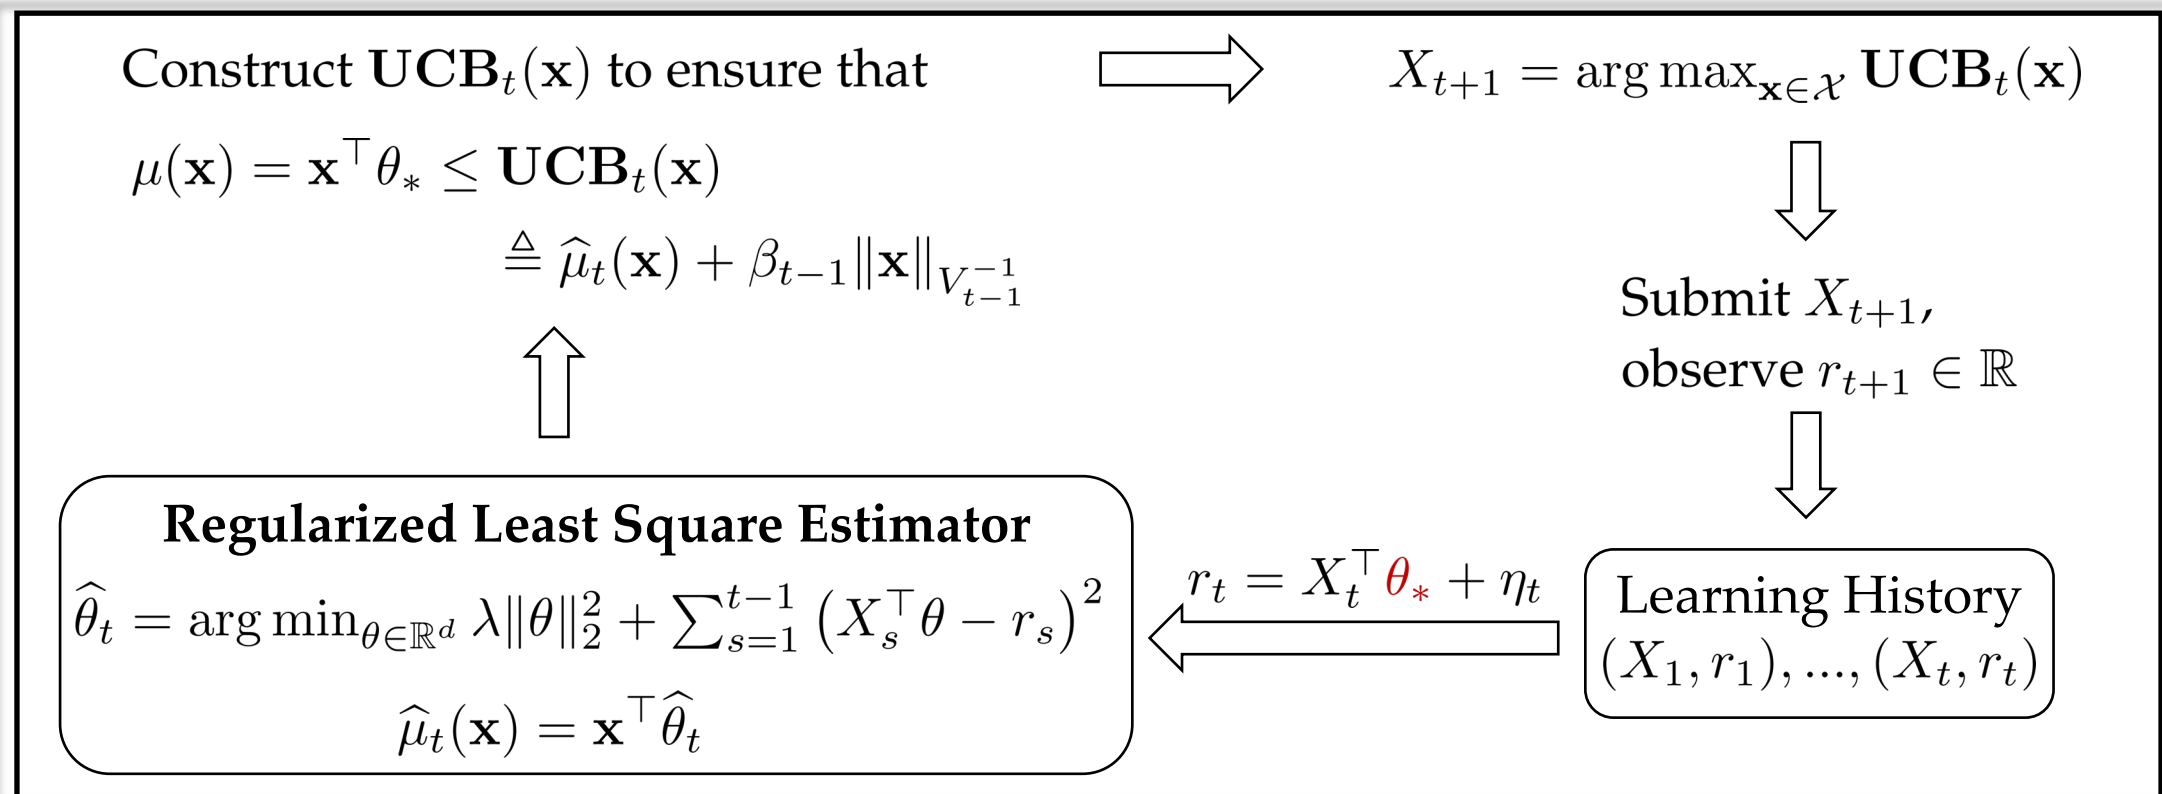 Construct UCB_t(x) to ensure that
μ(x) = x^⊤θ_* ≤ UCB_t(x)
≜ μ̂_t(x) + β_{t−1}‖x‖_{V_{t−1}^{−1}}
X_{t+1} = arg max_{x∈𝒳} UCB_t(x)
Submit X_{t+1},
observe r_{t+1} ∈ ℝ
Learning History
(X_1, r_1), ..., (X_t, r_t)
r_t = X_t^⊤θ_* + η_t
Regularized Least Square Estimator
θ̂_t = arg min_{θ∈ℝ^d} λ‖θ‖_2^2 + ∑_{s=1}^{t−1} (X_s^⊤θ − r_s)^2
μ̂_t(x) = x^⊤θ̂_t